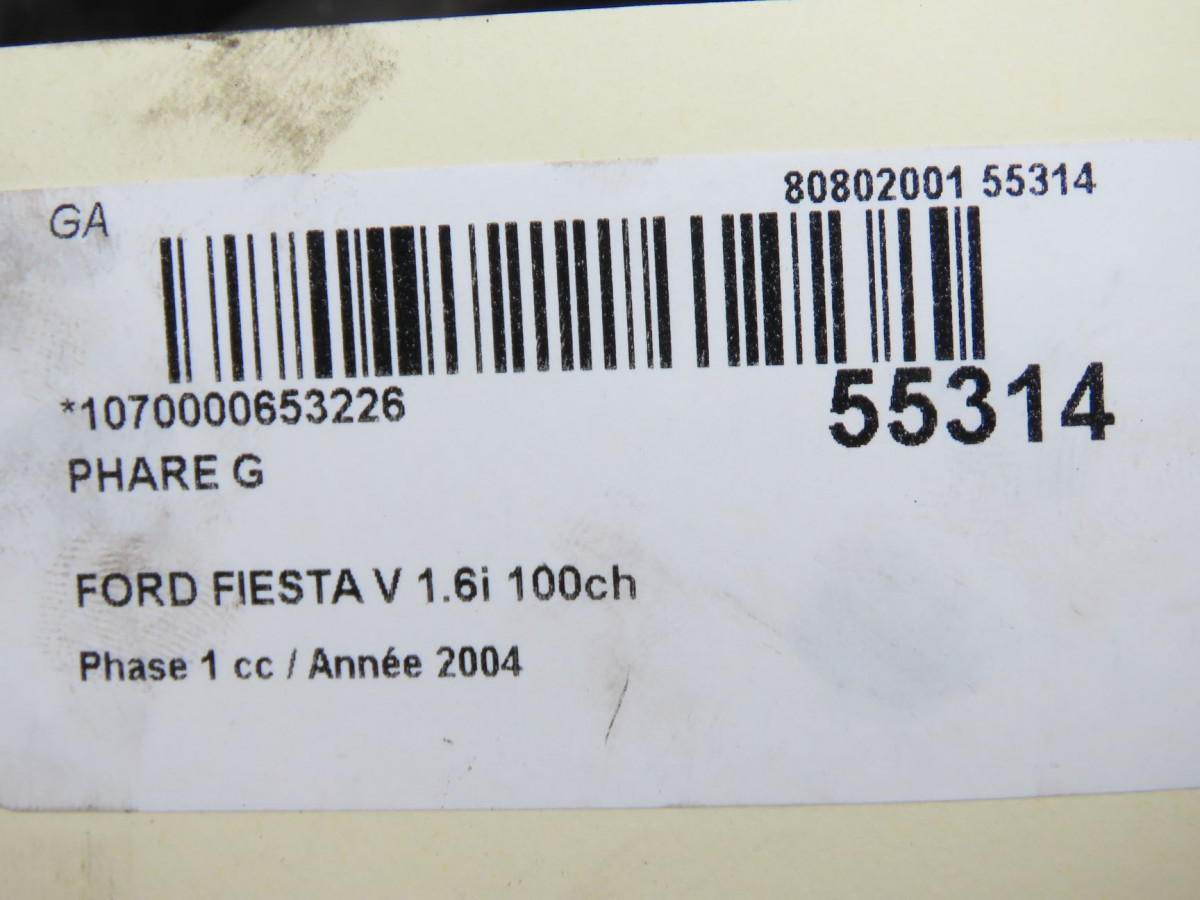 80802001 55314
GA
*1070000653226
55314
PHARE G
FORD FIESTA V 1.6i 100ch
Phase 1 cc / Année 2004